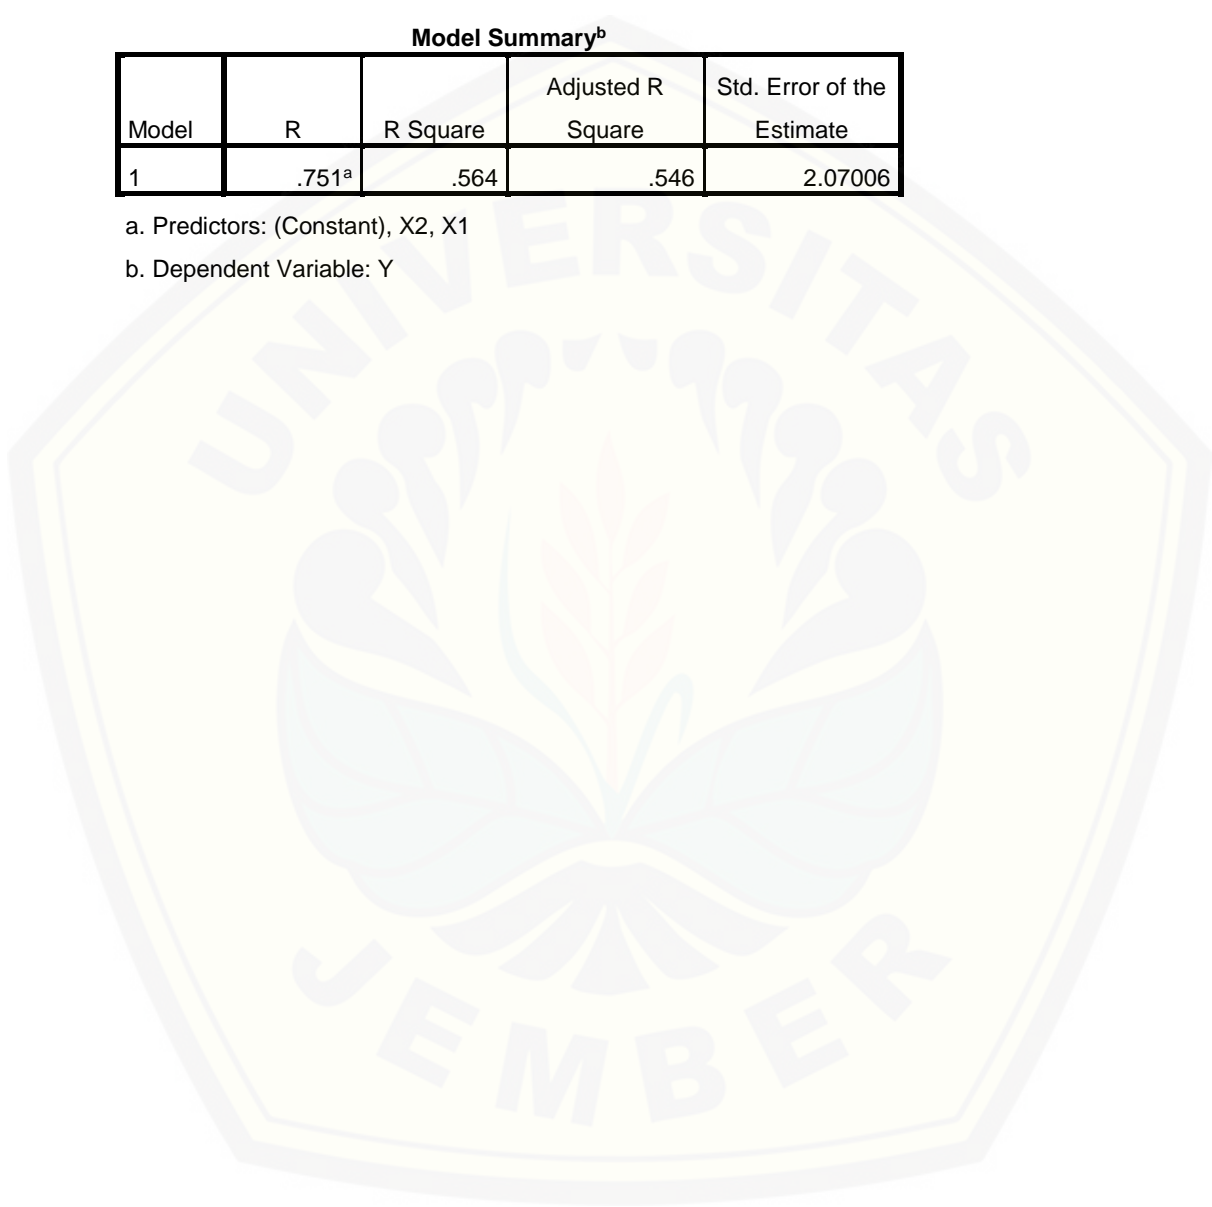 Model Summaryᵇ
Model R R Square Adjusted R Square Std. Error of the Estimate
1 .751ᵃ .564 .546 2.07006
a. Predictors: (Constant), X2, X1
b. Dependent Variable: Y
UNIVERSITAS
JEMBER